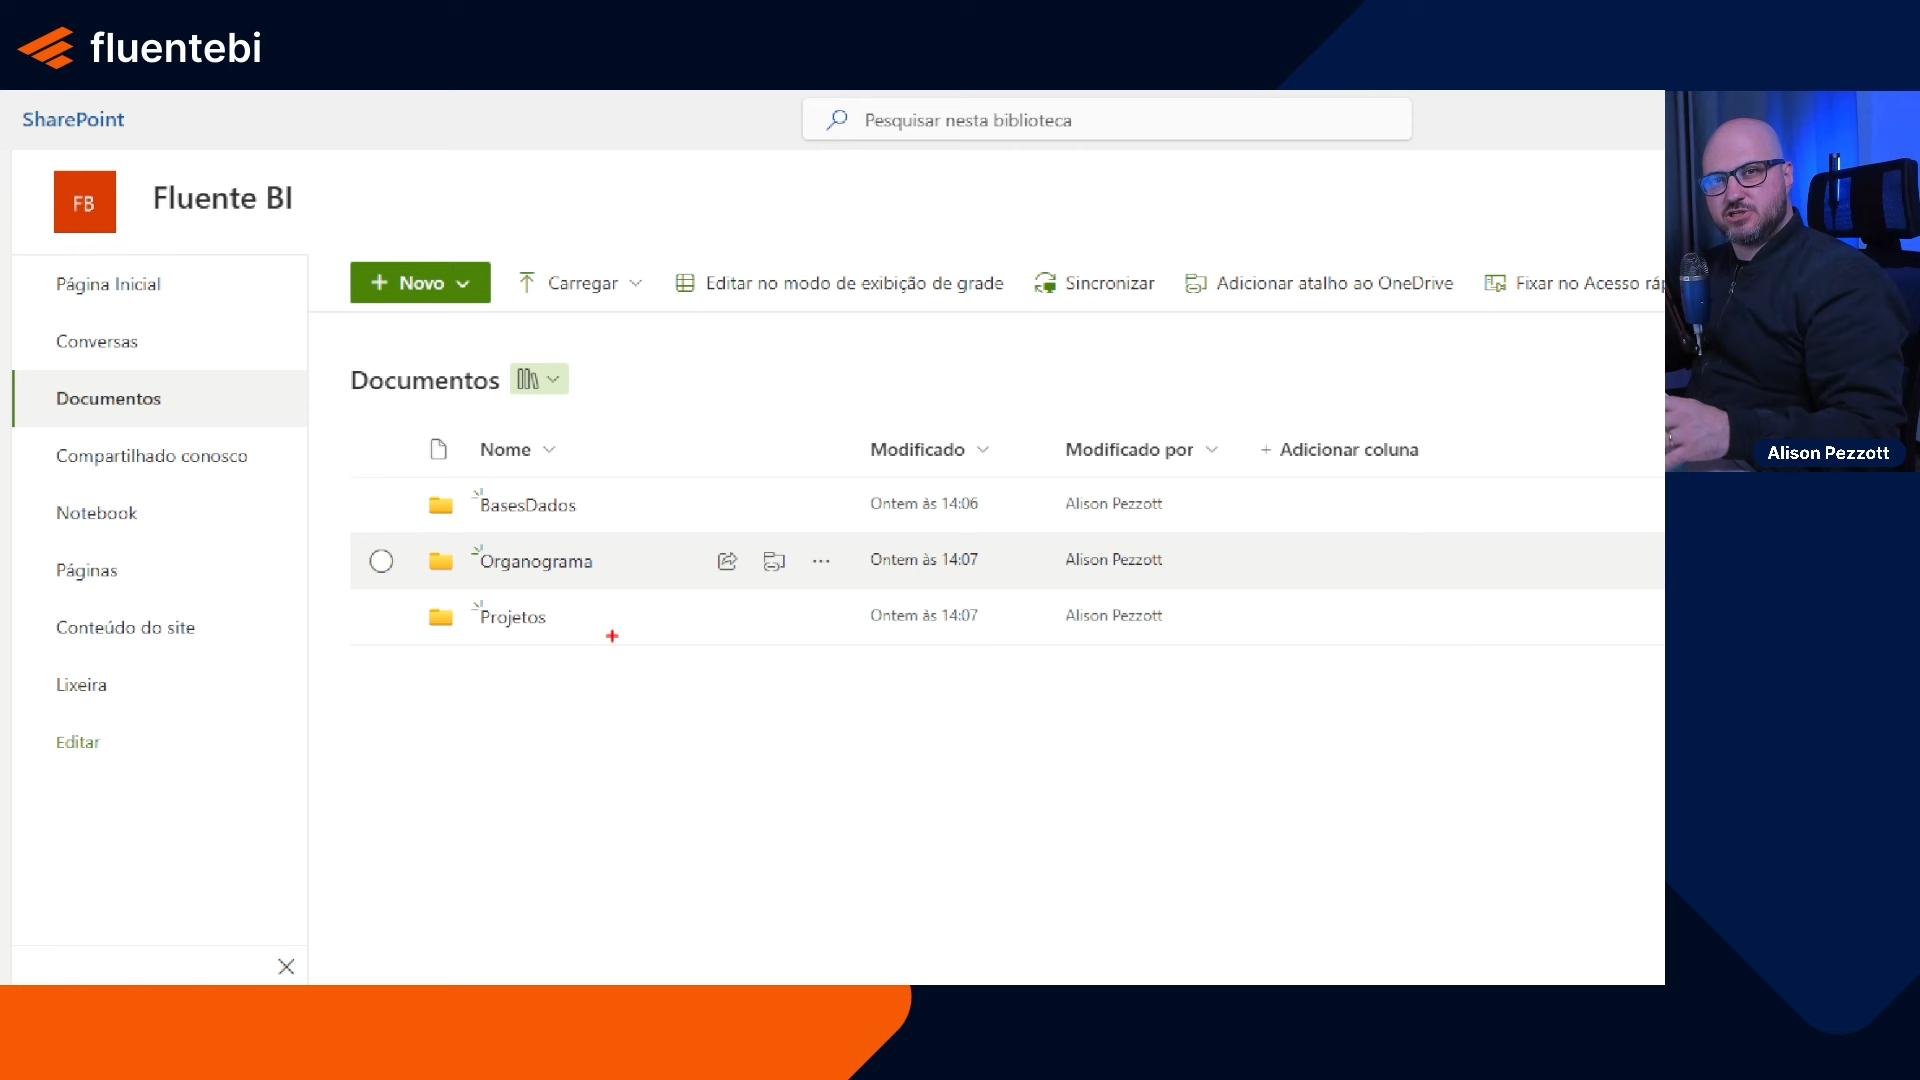 fluentebi
SharePoint
Pesquisar nesta biblioteca
FB
Fluente BI
Página Inicial
Conversas
Documentos
Compartilhado conosco
Notebook
Páginas
Conteúdo do site
Lixeira
Editar
+ Novo
Carregar
Editar no modo de exibição de grade
Sincronizar
Adicionar atalho ao OneDrive
Fixar no Acesso ráp
Documentos
Nome Modificado Modificado por + Adicionar coluna
BasesDados Ontem às 14:06 Alison Pezzott
Organograma ... Ontem às 14:07 Alison Pezzott
Projetos Ontem às 14:07 Alison Pezzott
Alison Pezzott